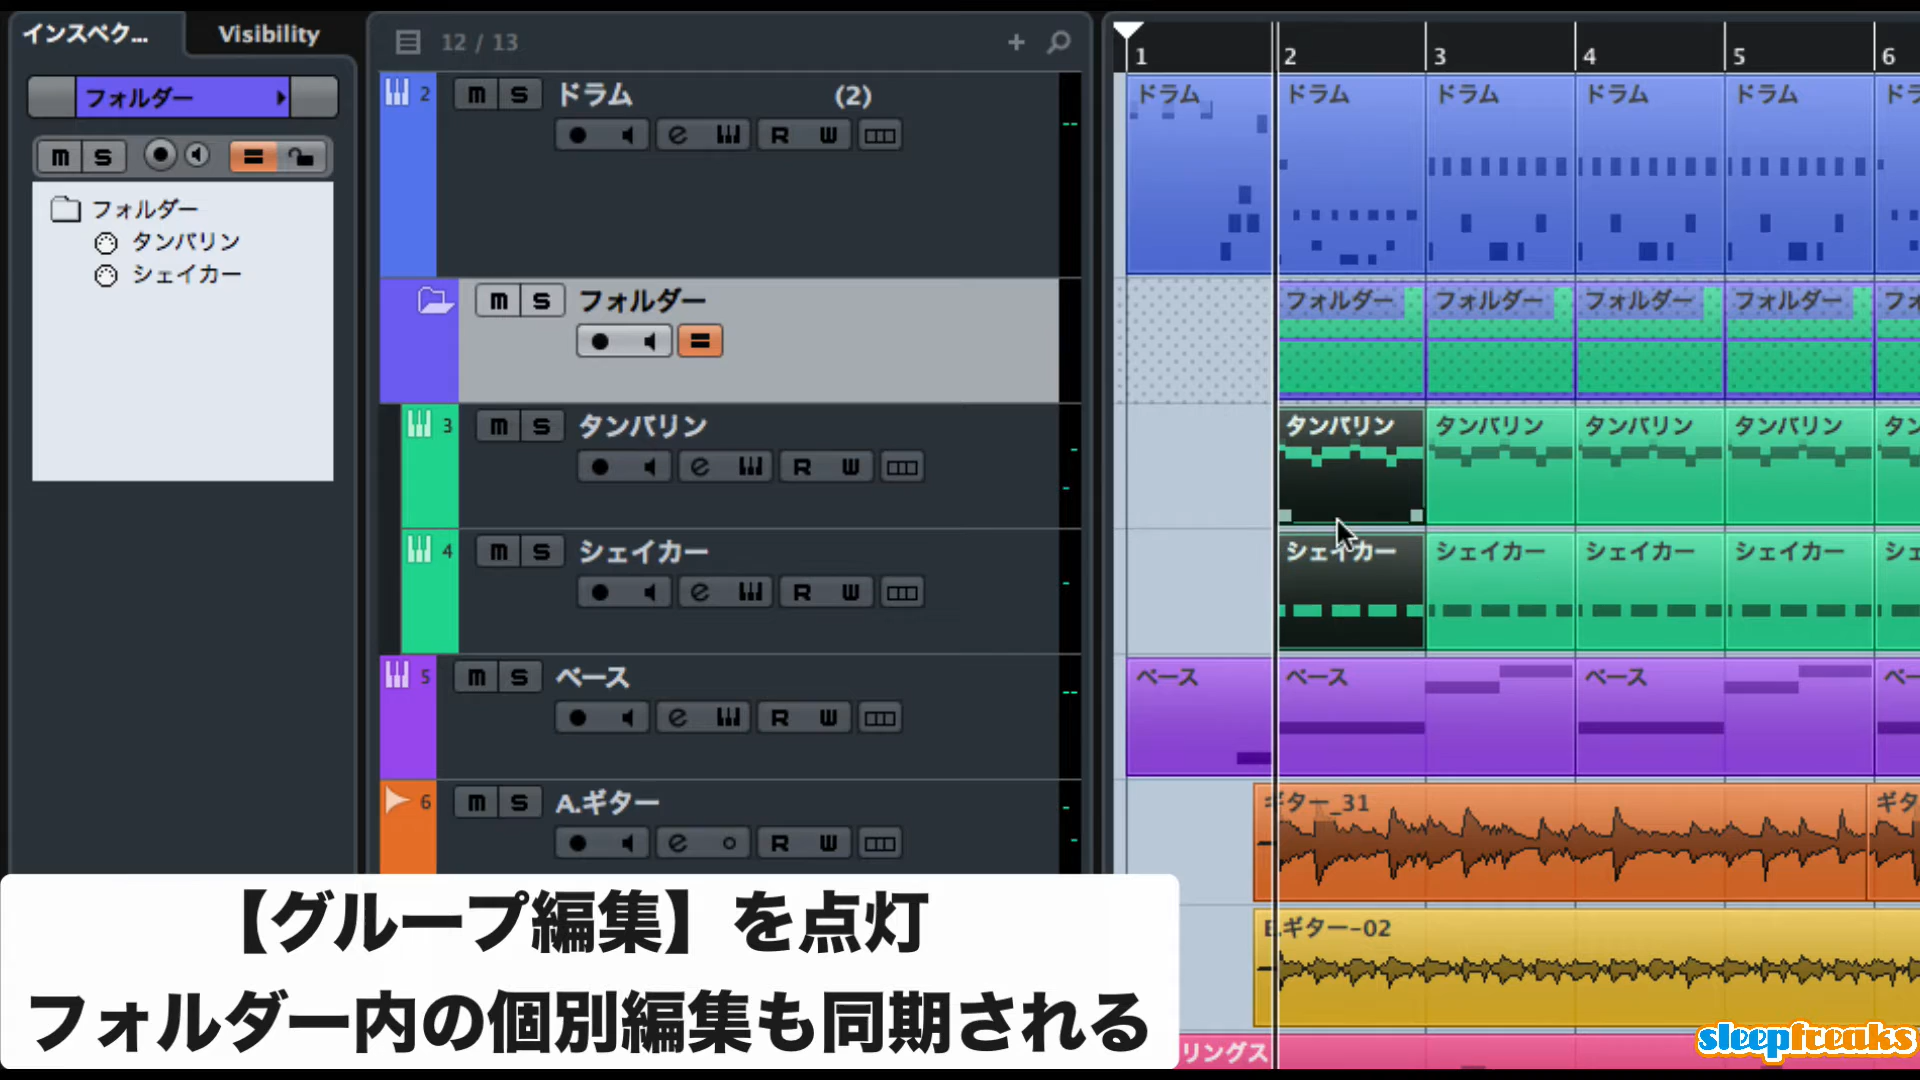 インスペク...
Visibility
12 / 13
1 2 3 4 5 6
フォルダー
m S
フォルダー
タンバリン
シェイカー
2 m S ドラム (2)
e R W
ドラム ドラム ドラム ドラム ドラム
m S フォルダー
フォルダー フォルダー フォルダー フォルダー
3 m S タンバリン
e R W
タンバリン タンバリン タンバリン タンバリン
4 m S シェイカー
e R W
シェイカー シェイカー シェイカー シェイカー
5 m S ベース
e R W
ベース ベース ベース
6 m S A.ギター
e R W
ギター_31
E.ギター-02
リングス
【グループ編集】を点灯
フォルダー内の個別編集も同期される
sleepfreaks